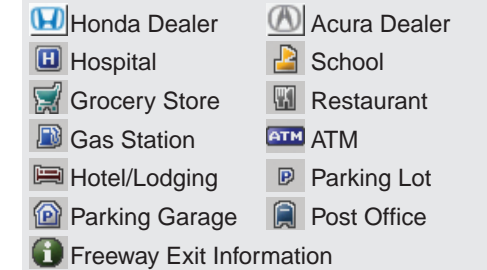 Honda Dealer Acura Dealer
H Hospital School
Grocery Store Restaurant
Gas Station ATM ATM
Hotel/Lodging P Parking Lot
P Parking Garage Post Office
i Freeway Exit Information